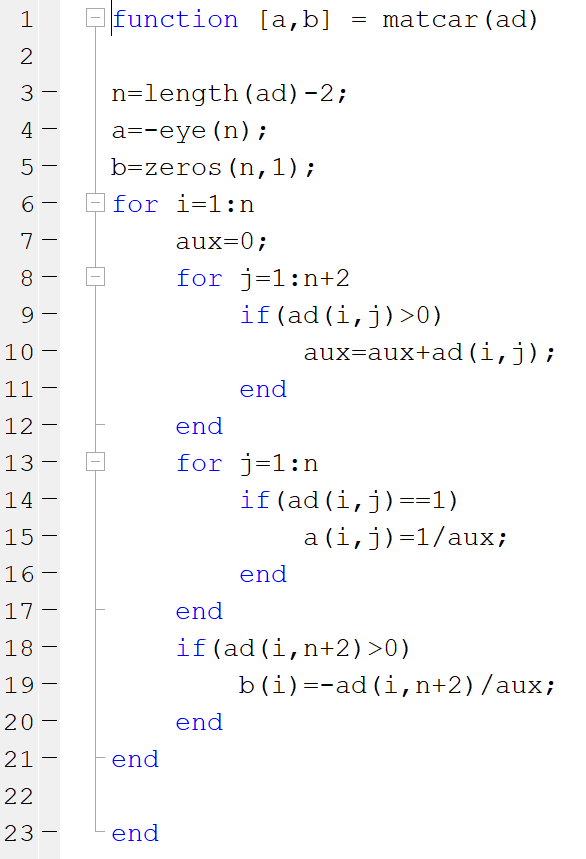 1 function [a,b] = matcar(ad)
2
3 n=length(ad)-2;
4 a=-eye(n);
5 b=zeros(n,1);
6 for i=1:n
7 aux=0;
8 for j=1:n+2
9 if(ad(i,j)>0)
10 aux=aux+ad(i,j);
11 end
12 end
13 for j=1:n
14 if(ad(i,j)==1)
15 a(i,j)=1/aux;
16 end
17 end
18 if(ad(i,n+2)>0)
19 b(i)=-ad(i,n+2)/aux;
20 end
21 end
22
23 end